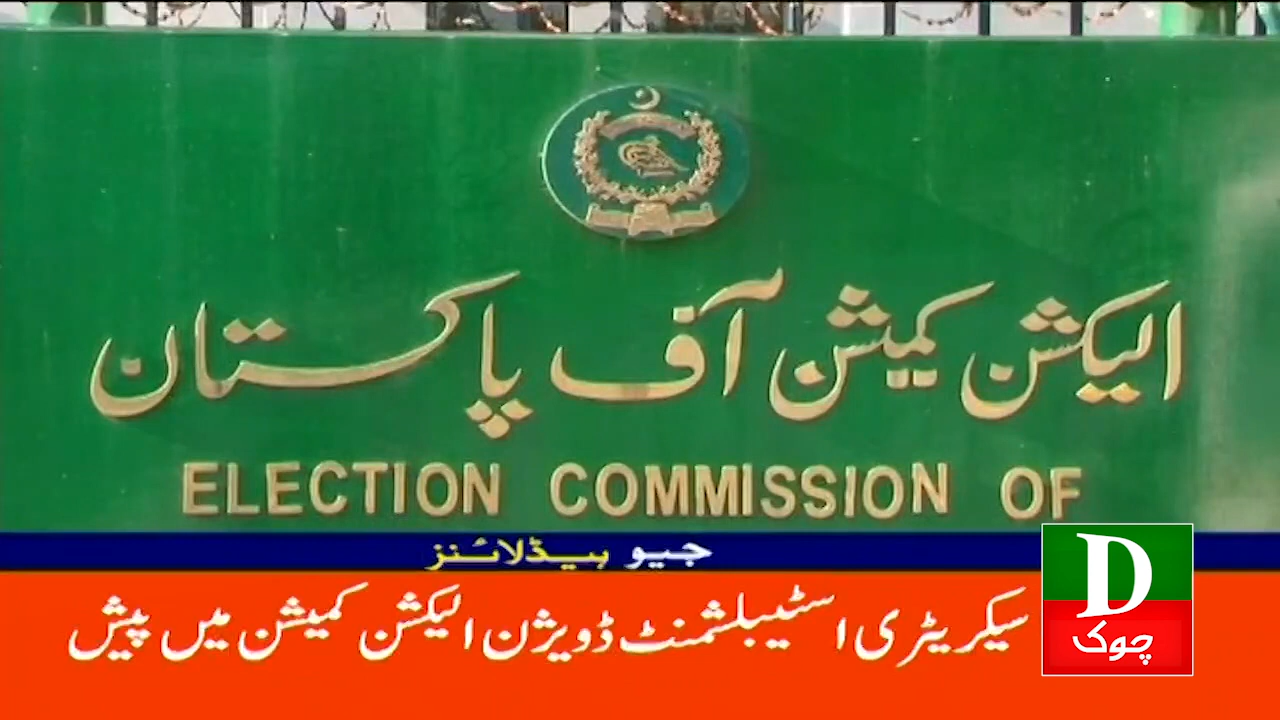 الیکشن کمیشن آف پاکستان
ELECTION COMMISSION OF
جیو ہیڈلائنز
سیکریٹری اسٹیبلشمنٹ ڈویژن الیکشن کمیشن میں پیش
D
چوک